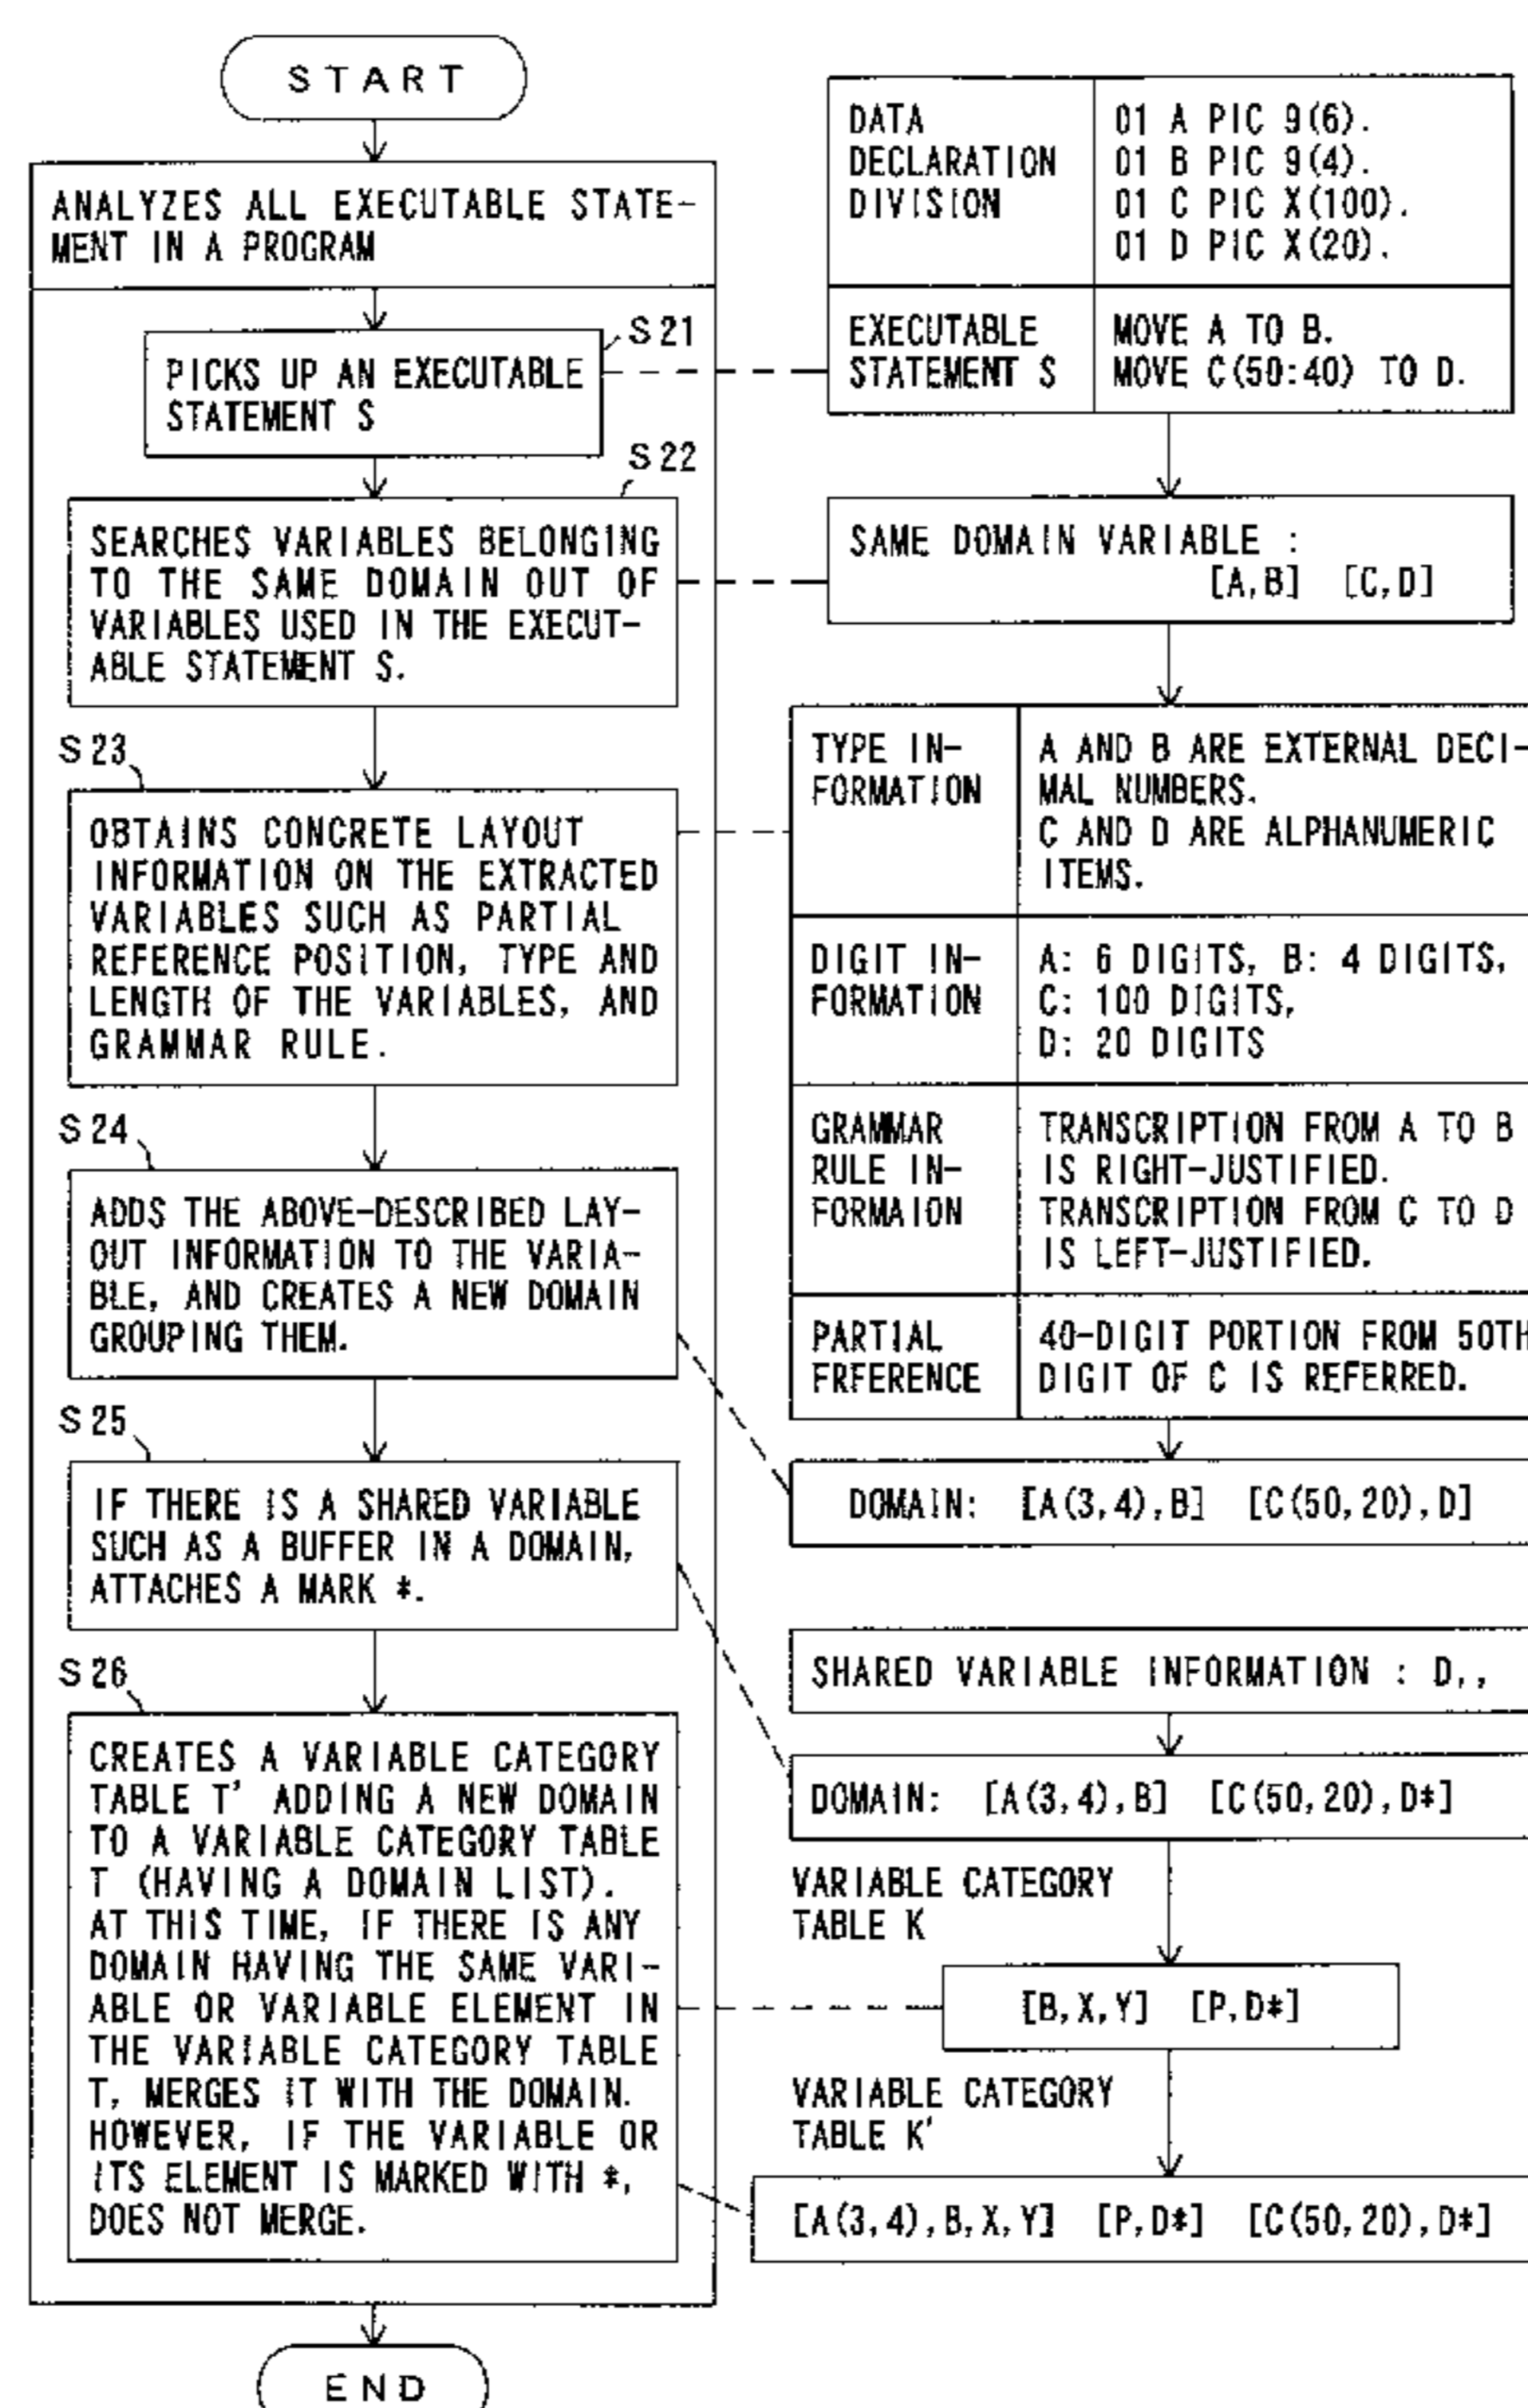 START
ANALYZES ALL EXECUTABLE STATE-
MENT IN A PROGRAM
S21
PICKS UP AN EXECUTABLE
STATEMENT S
S22
SEARCHES VARIABLES BELONGING
TO THE SAME DOMAIN OUT OF
VARIABLES USED IN THE EXECUT-
ABLE STATEMENT S.
S23
OBTAINS CONCRETE LAYOUT
INFORMATION ON THE EXTRACTED
VARIABLES SUCH AS PARTIAL
REFERENCE POSITION, TYPE AND
LENGTH OF THE VARIABLES, AND
GRAMMAR RULE.
S24
ADDS THE ABOVE-DESCRIBED LAY-
OUT INFORMATION TO THE VARIA-
BLE, AND CREATES A NEW DOMAIN
GROUPING THEM.
S25
IF THERE IS A SHARED VARIABLE
SUCH AS A BUFFER IN A DOMAIN,
ATTACHES A MARK *.
S26
CREATES A VARIABLE CATEGORY
TABLE T' ADDING A NEW DOMAIN
TO A VARIABLE CATEGORY TABLE
T (HAVING A DOMAIN LIST).
AT THIS TIME, IF THERE IS ANY
DOMAIN HAVING THE SAME VARI-
ABLE OR VARIABLE ELEMENT IN
THE VARIABLE CATEGORY TABLE
T, MERGES IT WITH THE DOMAIN.
HOWEVER, IF THE VARIABLE OR
ITS ELEMENT IS MARKED WITH *,
DOES NOT MERGE.
END
DATA
DECLARATION
DIVISION
01 A PIC 9(6).
01 B PIC 9(4).
01 C PIC X(100).
01 D PIC X(20).
EXECUTABLE
STATEMENT S
MOVE A TO B.
MOVE C(50:40) TO D.
SAME DOMAIN VARIABLE :
[A,B] [C,D]
TYPE IN-
FORMATION
A AND B ARE EXTERNAL DECI-
MAL NUMBERS.
C AND D ARE ALPHANUMERIC
ITEMS.
DIGIT IN-
FORMATION
A: 6 DIGITS, B: 4 DIGITS,
C: 100 DIGITS,
D: 20 DIGITS
GRAMMAR
RULE IN-
FORMAION
TRANSCRIPTION FROM A TO B
IS RIGHT-JUSTIFIED.
TRANSCRIPTION FROM C TO D
IS LEFT-JUSTIFIED.
PARTIAL
FRFERENCE
40-DIGIT PORTION FROM 50TH
DIGIT OF C IS REFERRED.
DOMAIN: [A(3,4),B] [C(50,20),D]
SHARED VARIABLE INFORMATION : D,,
DOMAIN: [A(3,4),B] [C(50,20),D*]
VARIABLE CATEGORY
TABLE K
[B,X,Y] [P,D*]
VARIABLE CATEGORY
TABLE K'
[A(3,4),B,X,Y] [P,D*] [C(50,20),D*]